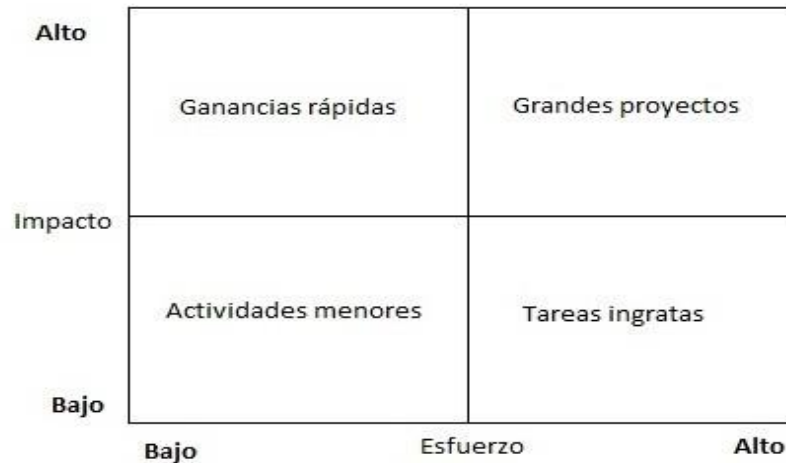 Alto
Ganancias rápidas
Grandes proyectos
Impacto
Actividades menores
Tareas ingratas
Bajo
Bajo
Esfuerzo
Alto